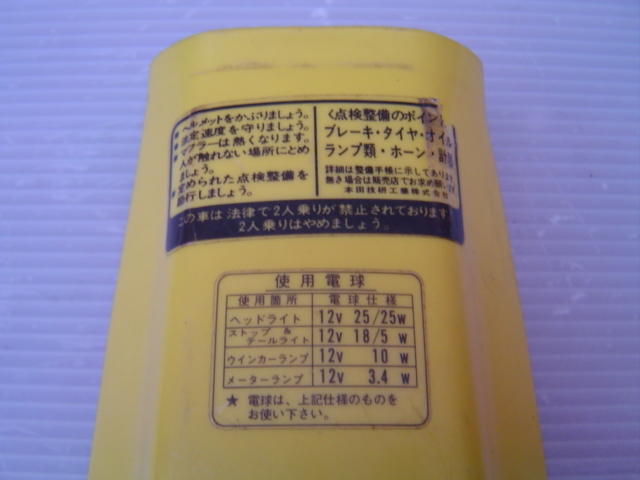 ヘルメットをかぶりましょう。
法定速度を守りましょう。
マフラーは熱くなります。
人が触れない場所にとめ
ましょう。
定められた点検整備を
励行しましょう。
く点検整備のポイン
ブレーキ・タイヤ・オイル
ランプ類・ホーン・計器
詳細は整備手帳に示してあります
無き場合は販売店でお求め願い
本田技研工業株式会
この車は法律で2人乗りが禁止されております
2人乗りはやめましょう。
使用電球
使用箇所 電球仕様
ヘッドライト 12v 25/25w
ストップ & テールライト 12v 18/5 w
ウインカーランプ 12v 10 w
メーターランプ 12v 3.4 w
★ 電球は、上記仕様のものを
お使い下さい。